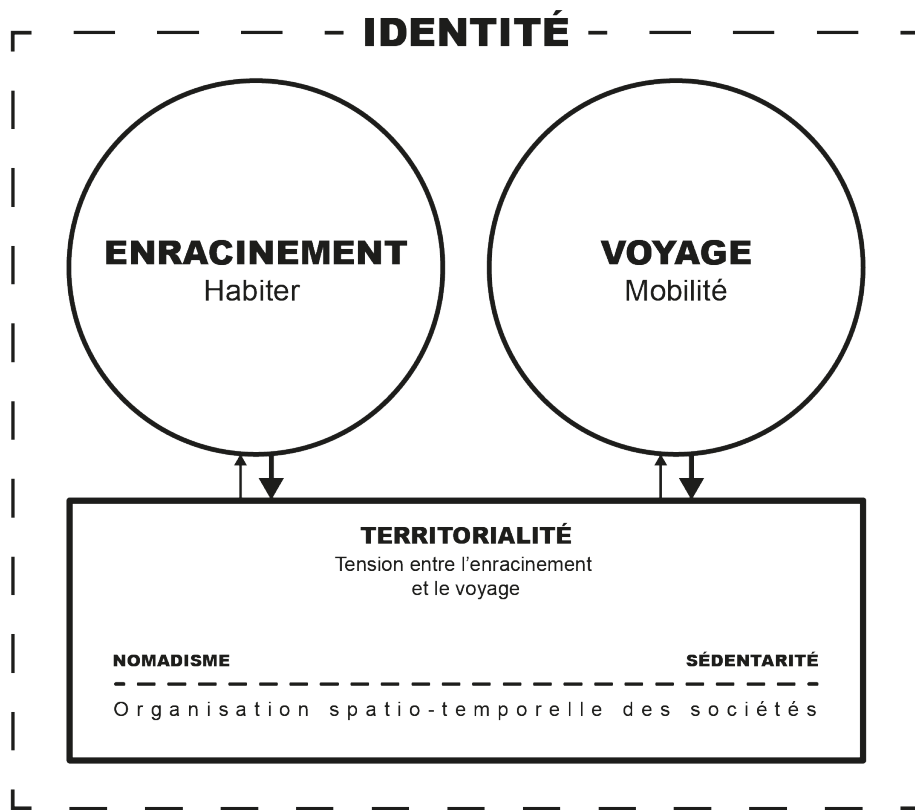 IDENTITÉ
ENRACINEMENT
Habiter
VOYAGE
Mobilité
TERRITORIALITÉ
Tension entre l'enracinement
et le voyage
NOMADISME
SÉDENTARITÉ
Organisation spatio-temporelle des sociétés